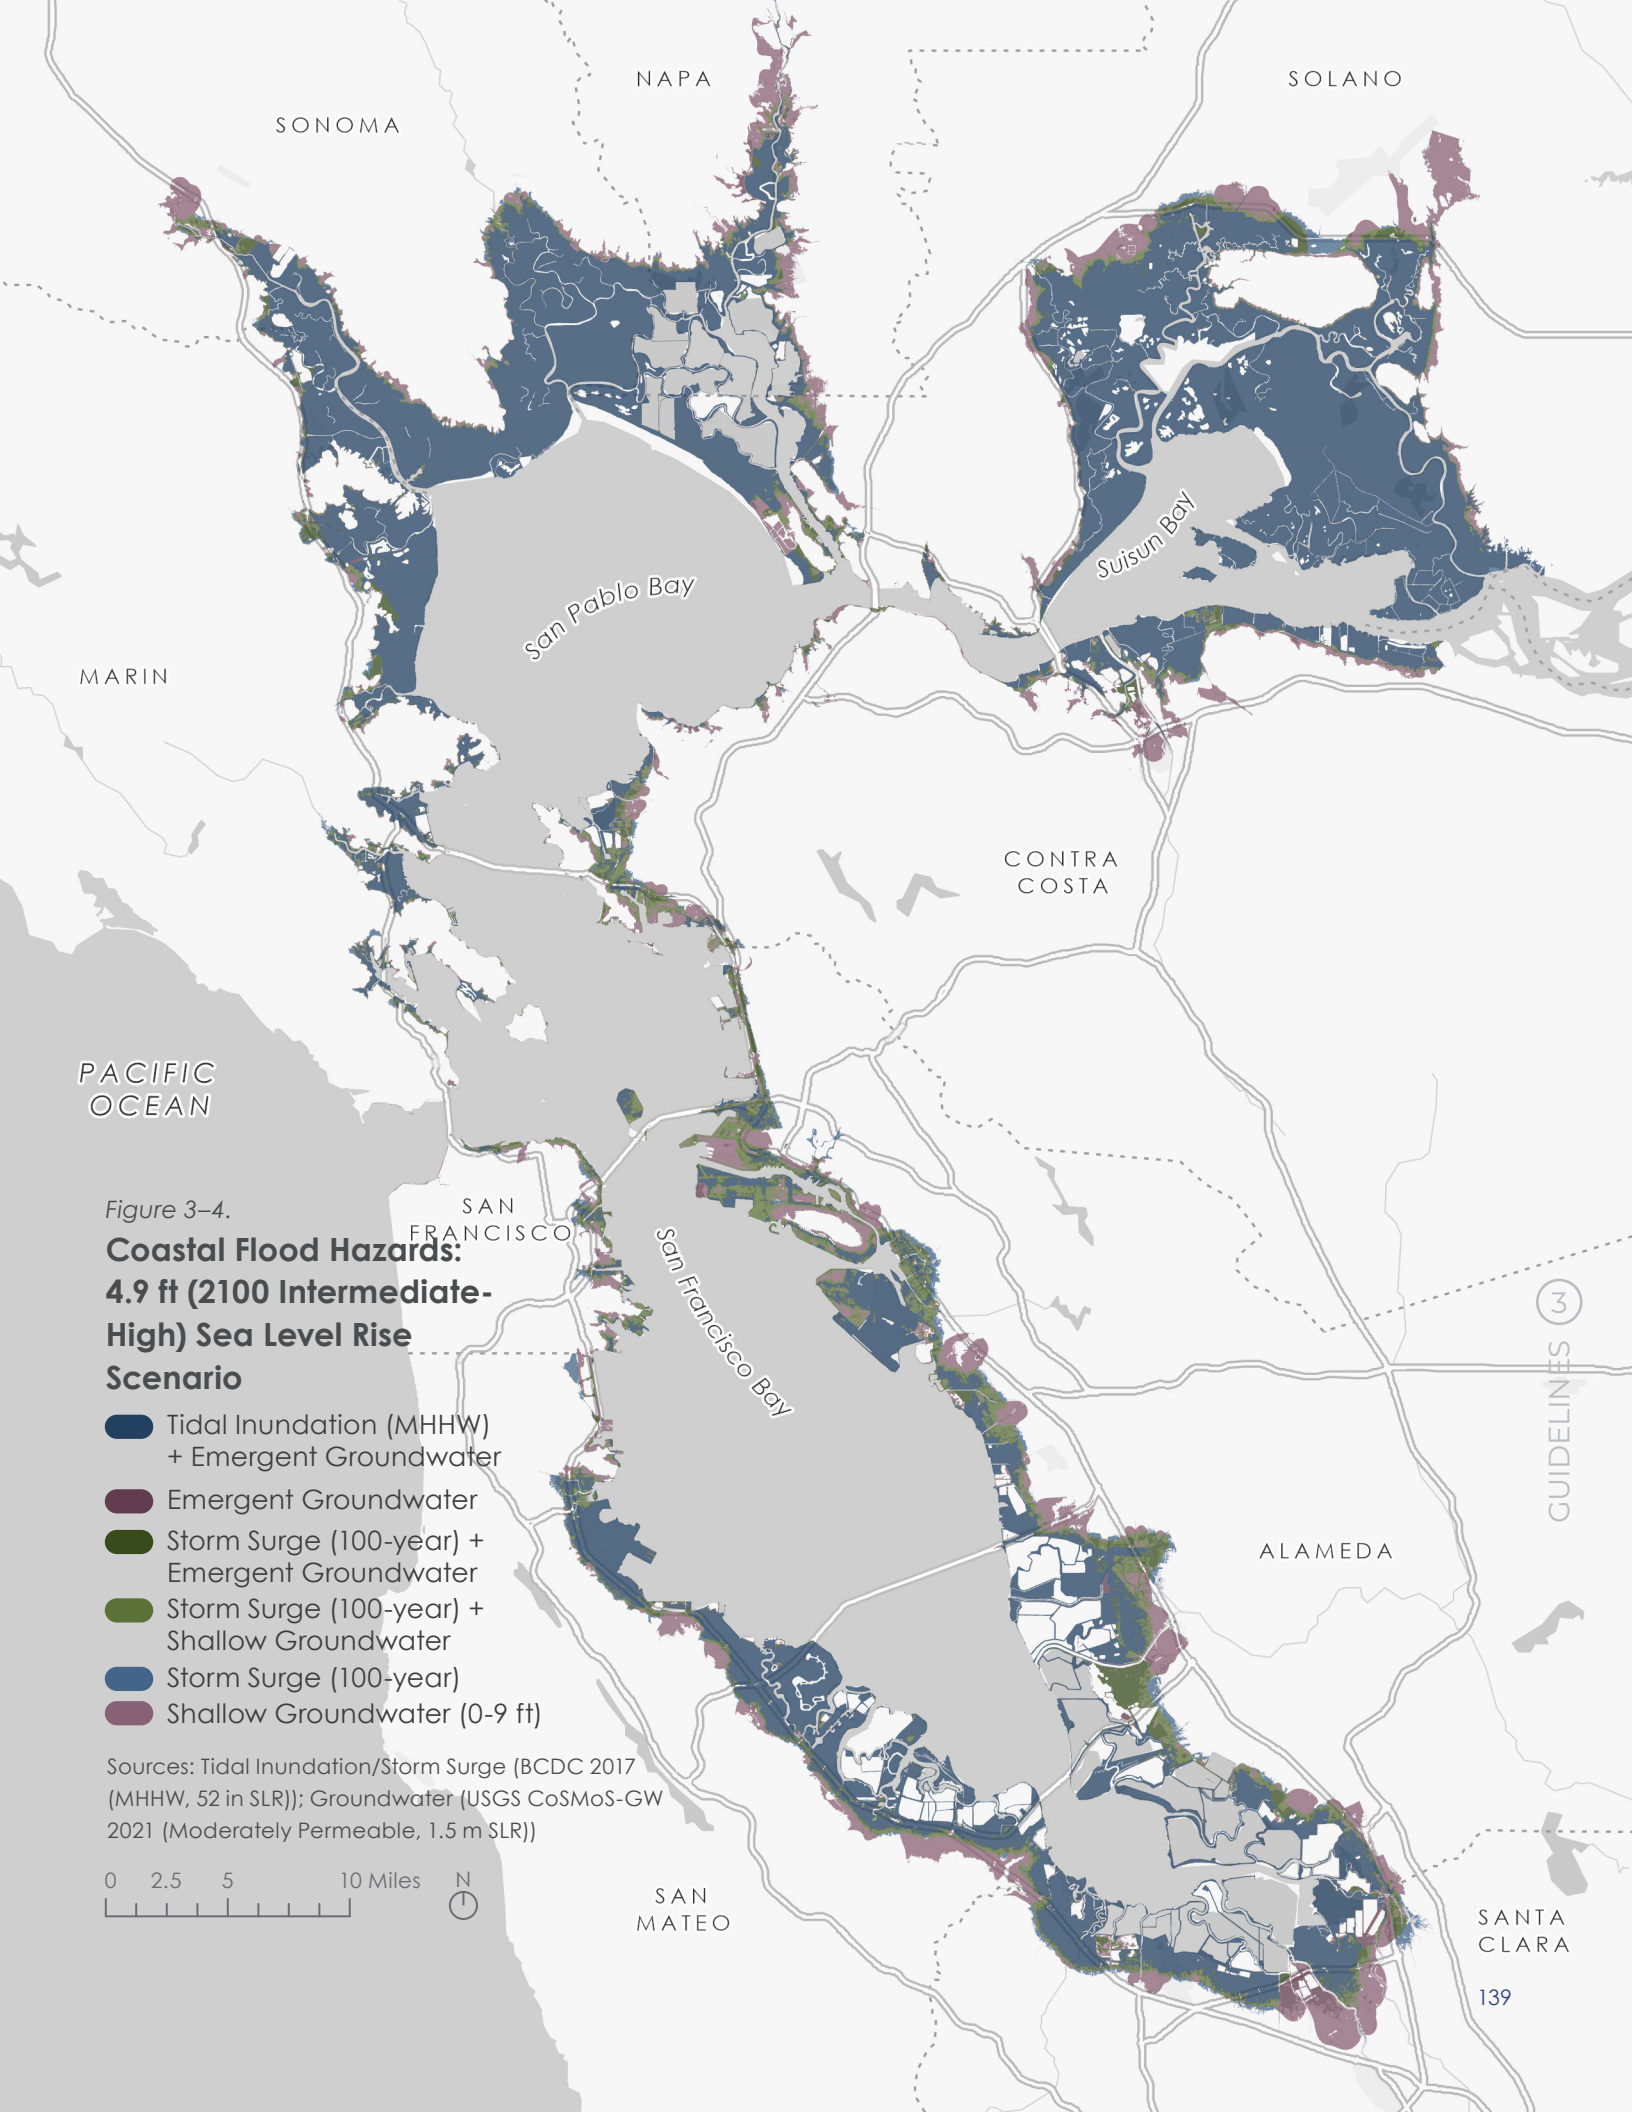 NAPA
SOLANO
SONOMA
Suisun Bay
San Pablo Bay
MARIN
CONTRA
COSTA
PACIFIC
OCEAN
SAN
FRANCISCO
San Francisco Bay
Figure 3–4.
Coastal Flood Hazards:
4.9 ft (2100 Intermediate-
High) Sea Level Rise
Scenario
Tidal Inundation (MHHW)
+ Emergent Groundwater
Emergent Groundwater
Storm Surge (100-year) +
Emergent Groundwater
Storm Surge (100-year) +
Shallow Groundwater
Storm Surge (100-year)
Shallow Groundwater (0-9 ft)
Sources: Tidal Inundation/Storm Surge (BCDC 2017
(MHHW, 52 in SLR)); Groundwater (USGS CoSMoS-GW
2021 (Moderately Permeable, 1.5 m SLR))
0 2.5 5 10 Miles N
ALAMEDA
SAN
MATEO
SANTA
CLARA
GUIDELINES 3
139